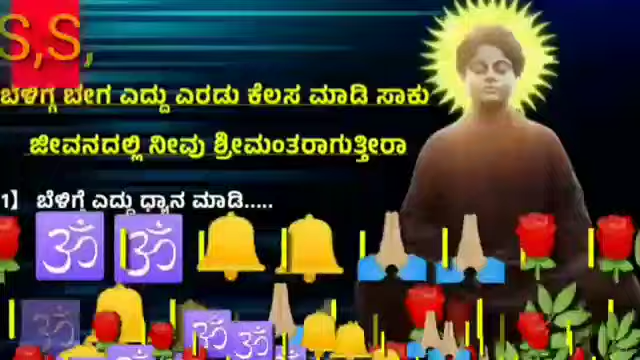 S,S,
ಬೆಳಿಗ್ಗೆ ಬೇಗ ಎದ್ದು ಎರಡು ಕೆಲಸ ಮಾಡಿ ಸಾಕು
ಜೀವನದಲ್ಲಿ ನೀವು ಶ್ರೀಮಂತರಾಗುತ್ತೀರಾ
1】 ಬೆಳಿಗ್ಗೆ ಎದ್ದು ಧ್ಯಾನ ಮಾಡಿ.....